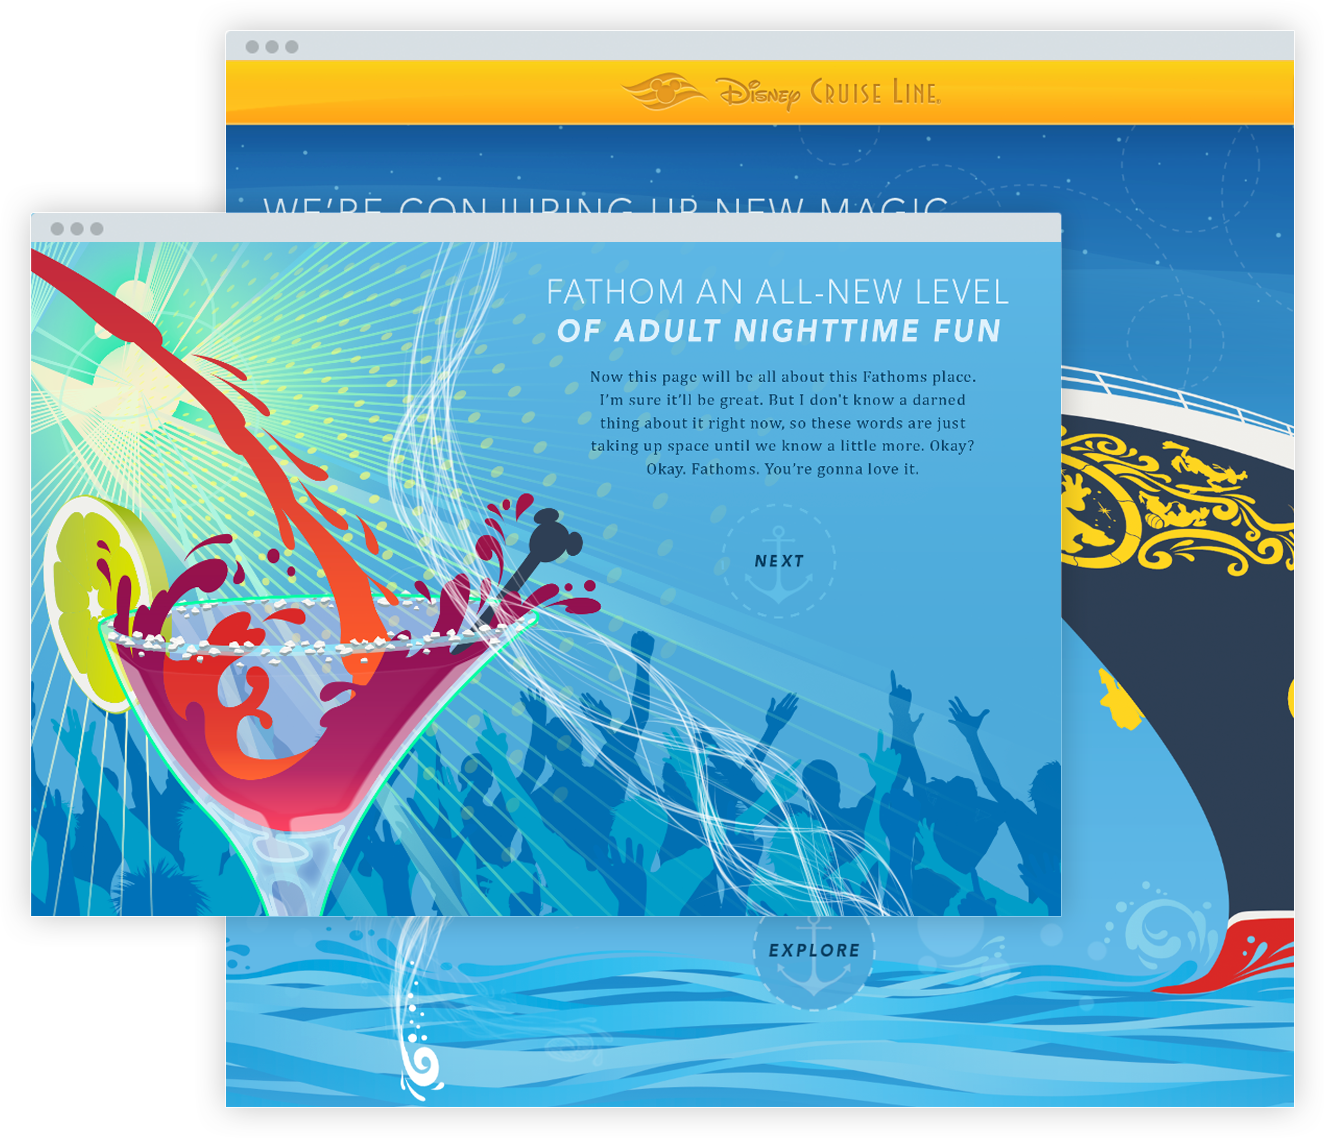 Disney Cruise Line®
WE'RE CONJURING UP NEW MAGIC
FATHOM AN ALL-NEW LEVEL
OF ADULT NIGHTTIME FUN
Now this page will be all about this Fathoms place.
I'm sure it'll be great. But I don't know a darned
thing about it right now, so these words are just
taking up space until we know a little more. Okay?
Okay. Fathoms. You're gonna love it.
NEXT
EXPLORE